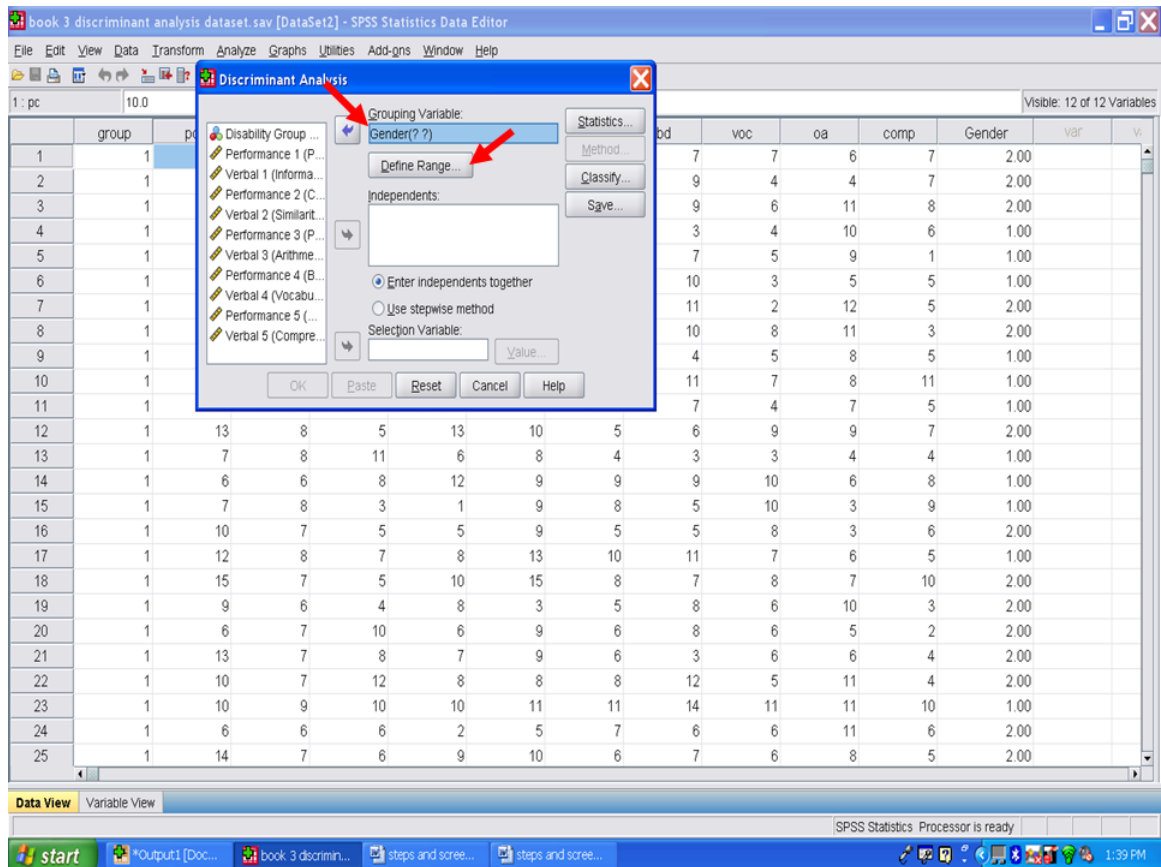 book 3 discriminant analysis dataset.sav [DataSet2] - SPSS Statistics Data Editor
File Edit View Data Transform Analyze Graphs Utilities Add-ons Window Help
1 : pc 10.0 Visible: 12 of 12 Variables
Discriminant Analysis
Disability Group ...
Performance 1 (P...
Verbal 1 (Informa...
Performance 2 (C...
Verbal 2 (Similarit...
Performance 3 (P...
Verbal 3 (Arithme...
Performance 4 (B...
Verbal 4 (Vocabu...
Performance 5 (...
Verbal 5 (Compre...
Grouping Variable:
Gender(? ?)
Define Range...
Independents:
Enter independents together
Use stepwise method
Selection Variable:
Value...
Statistics...
Method...
Classify...
Save...
OK Paste Reset Cancel Help
group bd voc oa comp Gender var
1 1 7 7 6 7 2.00
2 1 9 4 4 7 2.00
3 1 9 6 11 8 2.00
4 1 3 4 10 6 1.00
5 1 7 5 9 1 1.00
6 1 10 3 5 5 1.00
7 1 11 2 12 5 2.00
8 1 10 8 11 3 2.00
9 1 4 5 8 5 1.00
10 1 11 7 8 11 1.00
11 1 7 4 7 5 1.00
12 1 13 8 5 13 10 5 6 9 9 7 2.00
13 1 7 8 11 6 8 4 3 3 4 4 1.00
14 1 6 6 8 12 9 9 9 10 6 8 1.00
15 1 7 8 3 1 9 8 5 10 3 9 1.00
16 1 10 7 5 5 9 5 5 8 3 6 2.00
17 1 12 8 7 8 13 10 11 7 6 5 1.00
18 1 15 7 5 10 15 8 7 8 7 10 2.00
19 1 9 6 4 8 3 5 8 6 10 3 2.00
20 1 6 7 10 6 9 6 8 6 5 2 2.00
21 1 13 7 8 7 9 6 3 6 6 4 2.00
22 1 10 7 12 8 8 8 12 5 11 4 2.00
23 1 10 9 10 10 11 11 14 11 11 10 1.00
24 1 6 6 6 2 5 7 6 6 11 6 2.00
25 1 14 7 6 9 10 6 7 6 8 5 2.00
Data View Variable View
SPSS Statistics Processor is ready
start *Output1 [Doc... book 3 discrimin... steps and scree... steps and scree... 1:39 PM